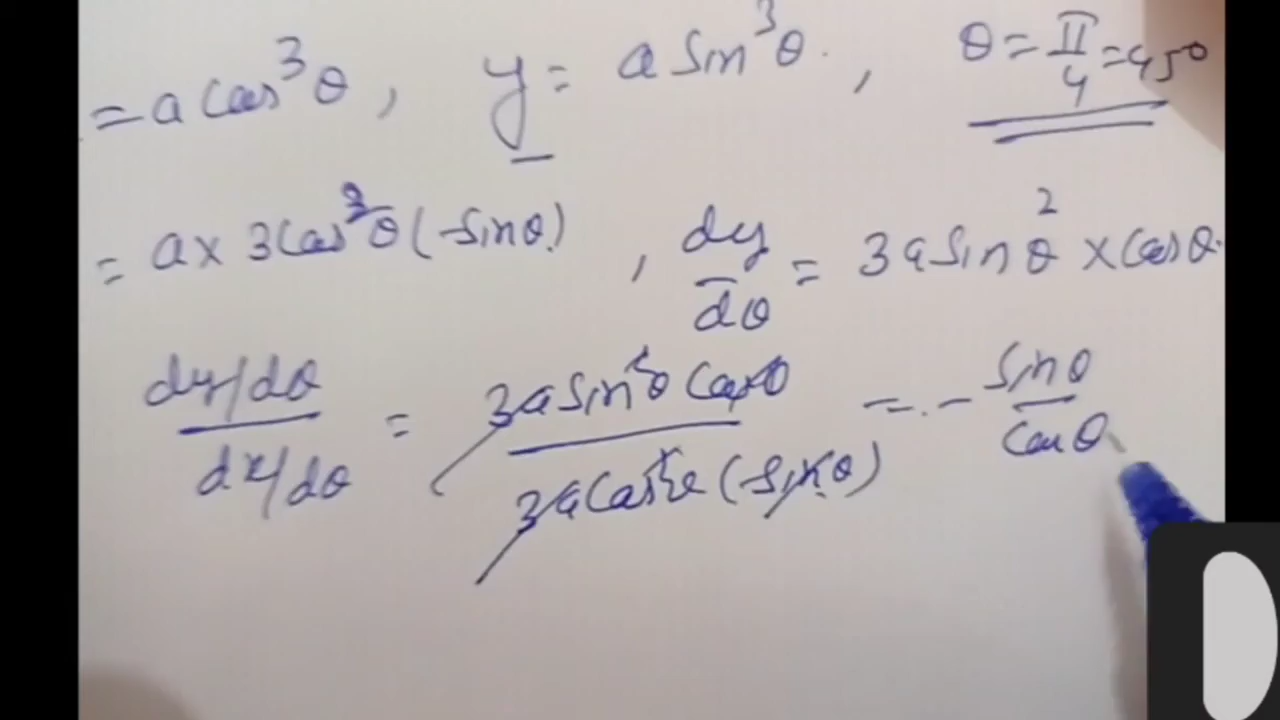 = a cos³θ, y = a sin³θ. , θ = π/4 = 45°
= a x 3cos²θ(-sinθ) , dy/dθ = 3a sinθ² x cosθ.
(dy/dθ)/(dx/dθ) = 3a sin²θ cosθ / 3a cos²θ (-sinθ) = - sinθ/cosθ